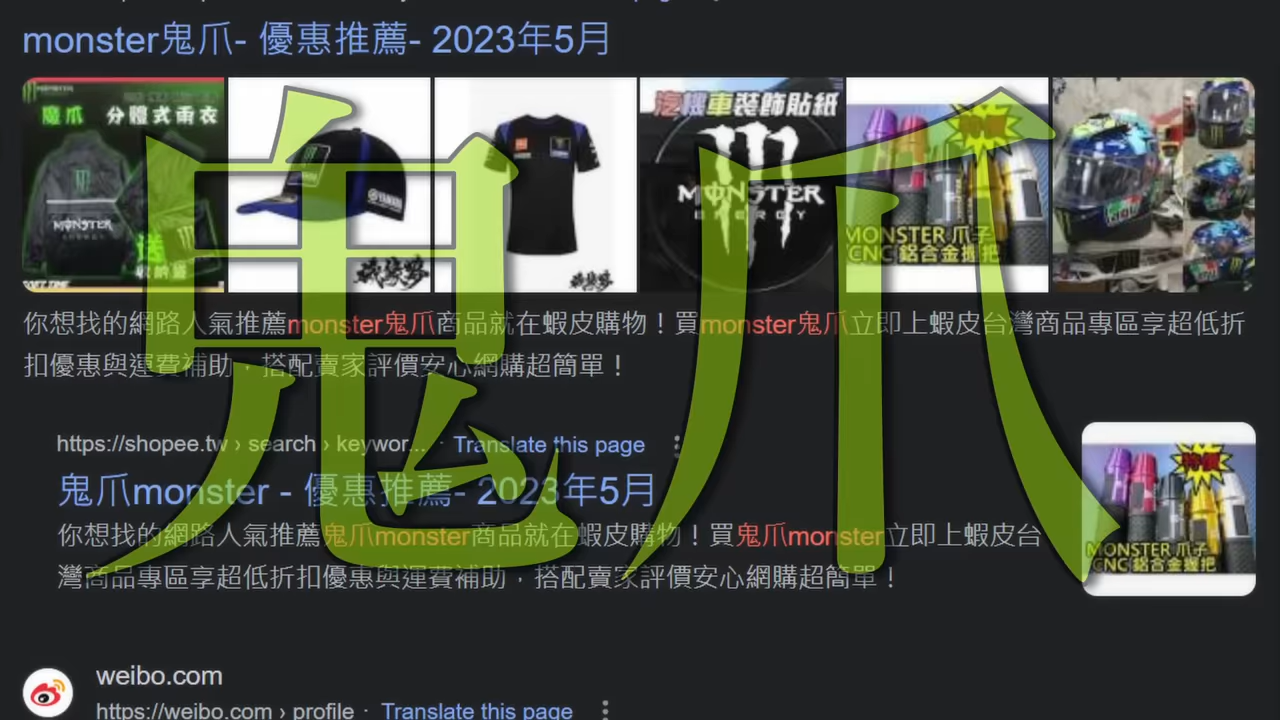 monster鬼爪- 優惠推薦- 2023年5月
魔爪 分體式雨衣
MONSTER
送
收納袋
YAMAHA
汽機車裝飾貼紙
MONSTER
ENERGY
特價
MONSTER 爪子
CNC 鋁合金握把
鬼爪
你想找的網路人氣推薦monster鬼爪商品就在蝦皮購物！買monster鬼爪立即上蝦皮台灣商品專區享超低折
扣優惠與運費補助，搭配賣家評價安心網購超簡單！
https://shopee.tw › search › keywor... · Translate this page
鬼爪monster - 優惠推薦- 2023年5月
你想找的網路人氣推薦鬼爪monster商品就在蝦皮購物！買鬼爪monster立即上蝦皮台
灣商品專區享超低折扣優惠與運費補助，搭配賣家評價安心網購超簡單！
特價
MONSTER 爪子
CNC 鋁合金握把
weibo.com
https://weibo.com › profile · Translate this page